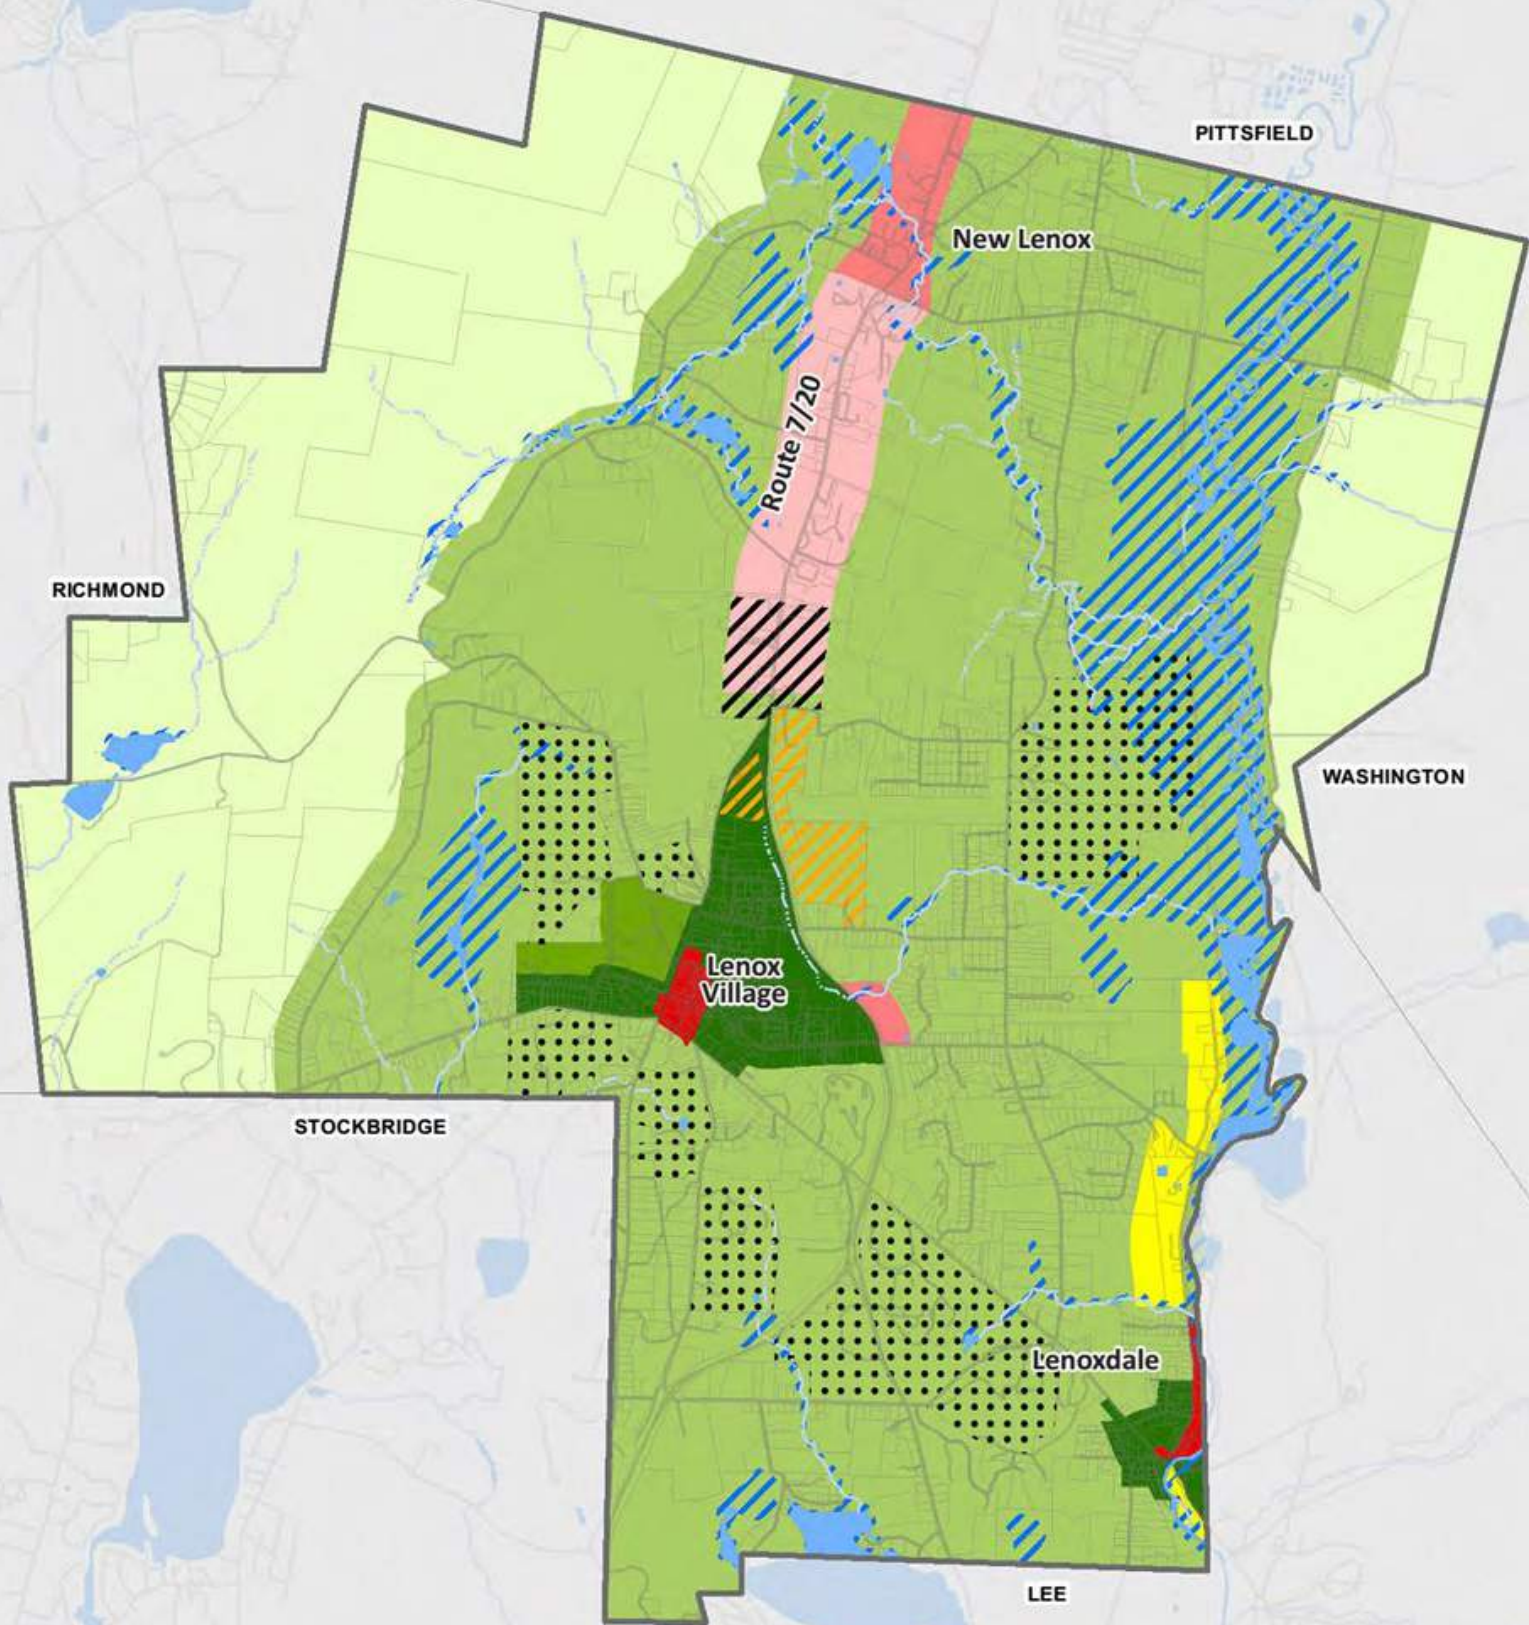 PITTSFIELD
New Lenox
Route 7/20
RICHMOND
WASHINGTON
Lenox
Village
STOCKBRIDGE
Lenoxdale
LEE